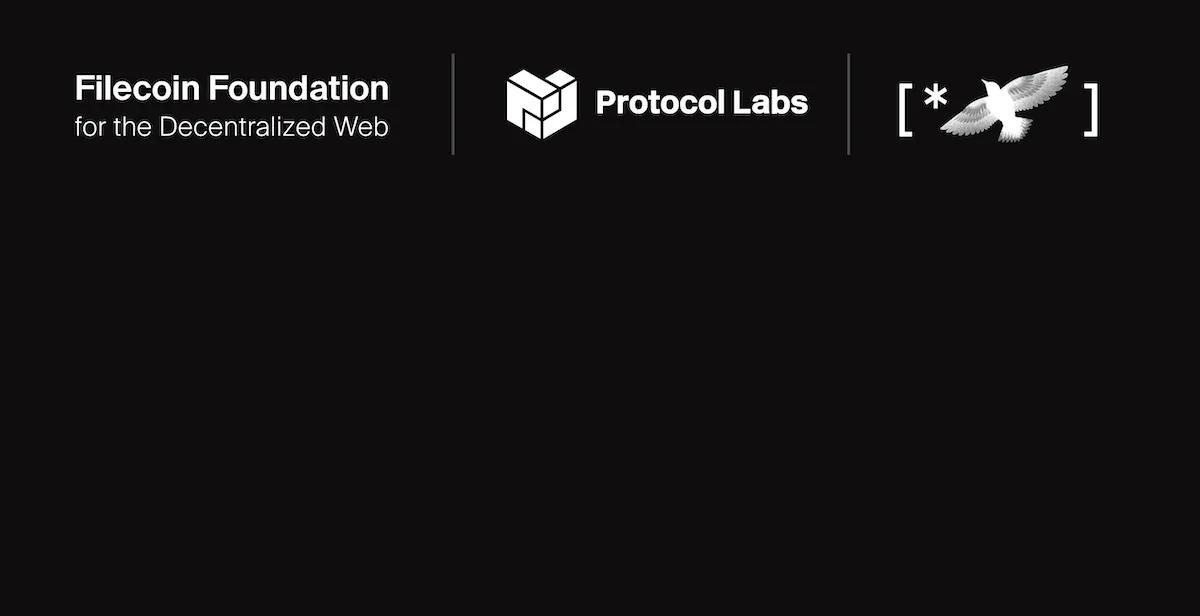 Filecoin Foundation
for the Decentralized Web
Protocol Labs
[* ]